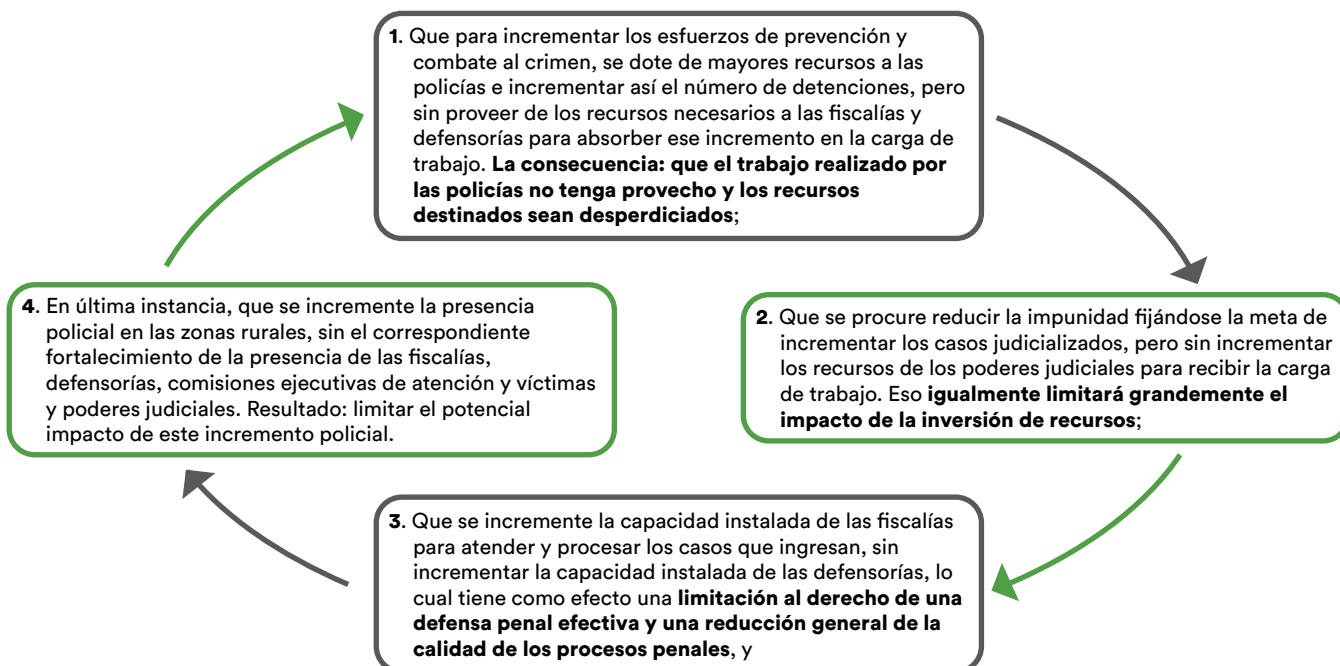 1. Que para incrementar los esfuerzos de prevención y
combate al crimen, se dote de mayores recursos a las
policías e incrementar así el número de detenciones, pero
sin proveer de los recursos necesarios a las fiscalías y
defensorías para absorber ese incremento en la carga de
trabajo. La consecuencia: que el trabajo realizado por
las policías no tenga provecho y los recursos
destinados sean desperdiciados;
2. Que se procure reducir la impunidad fijándose la meta de
incrementar los casos judicializados, pero sin incrementar
los recursos de los poderes judiciales para recibir la carga
de trabajo. Eso igualmente limitará grandemente el
impacto de la inversión de recursos;
3. Que se incremente la capacidad instalada de las fiscalías
para atender y procesar los casos que ingresan, sin
incrementar la capacidad instalada de las defensorías, lo
cual tiene como efecto una limitación al derecho de una
defensa penal efectiva y una reducción general de la
calidad de los procesos penales, y
4. En última instancia, que se incremente la presencia
policial en las zonas rurales, sin el correspondiente
fortalecimiento de la presencia de las fiscalías,
defensorías, comisiones ejecutivas de atención y víctimas
y poderes judiciales. Resultado: limitar el potencial
impacto de este incremento policial.